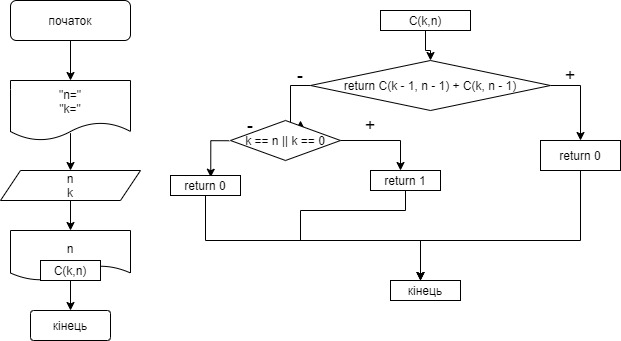 початок
"n="
"k="
n
k
n
C(k,n)
кінець
C(k,n)
return C(k - 1, n - 1) + C(k, n - 1)
-
+
k == n || k == 0
-
+
return 0
return 1
return 0
кінець